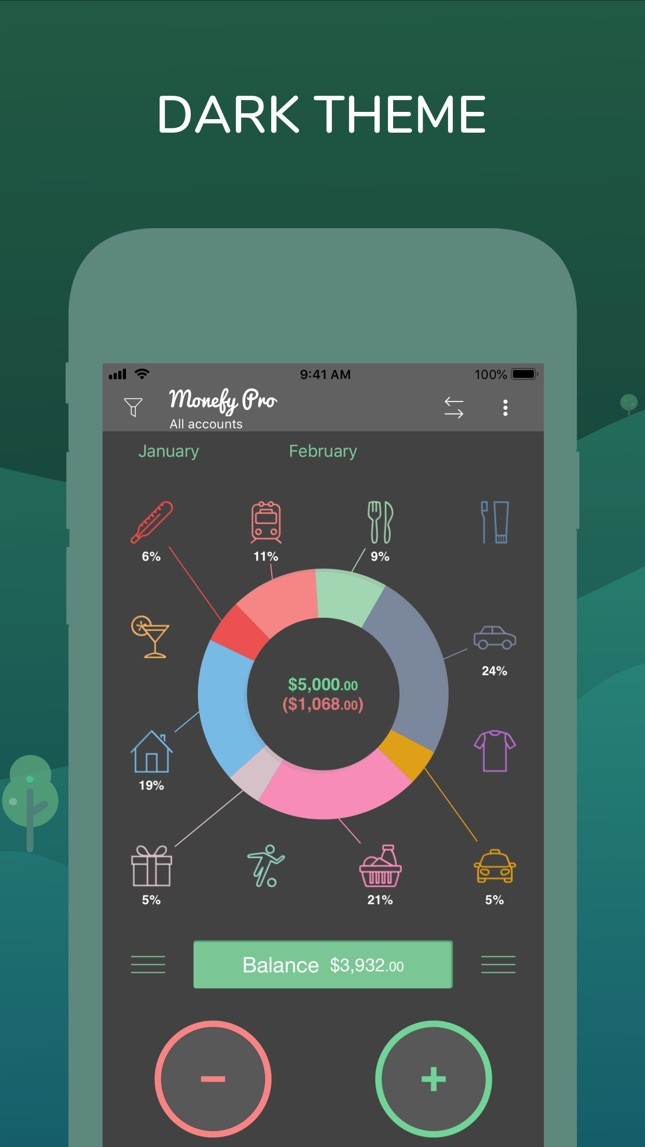 DARK THEME
9:41 AM 100%
Monefy Pro
All accounts
January February
6% 11% 9%
$5,000.00
($1,068.00)
24%
19%
5% 21% 5%
Balance $3,932.00
− +